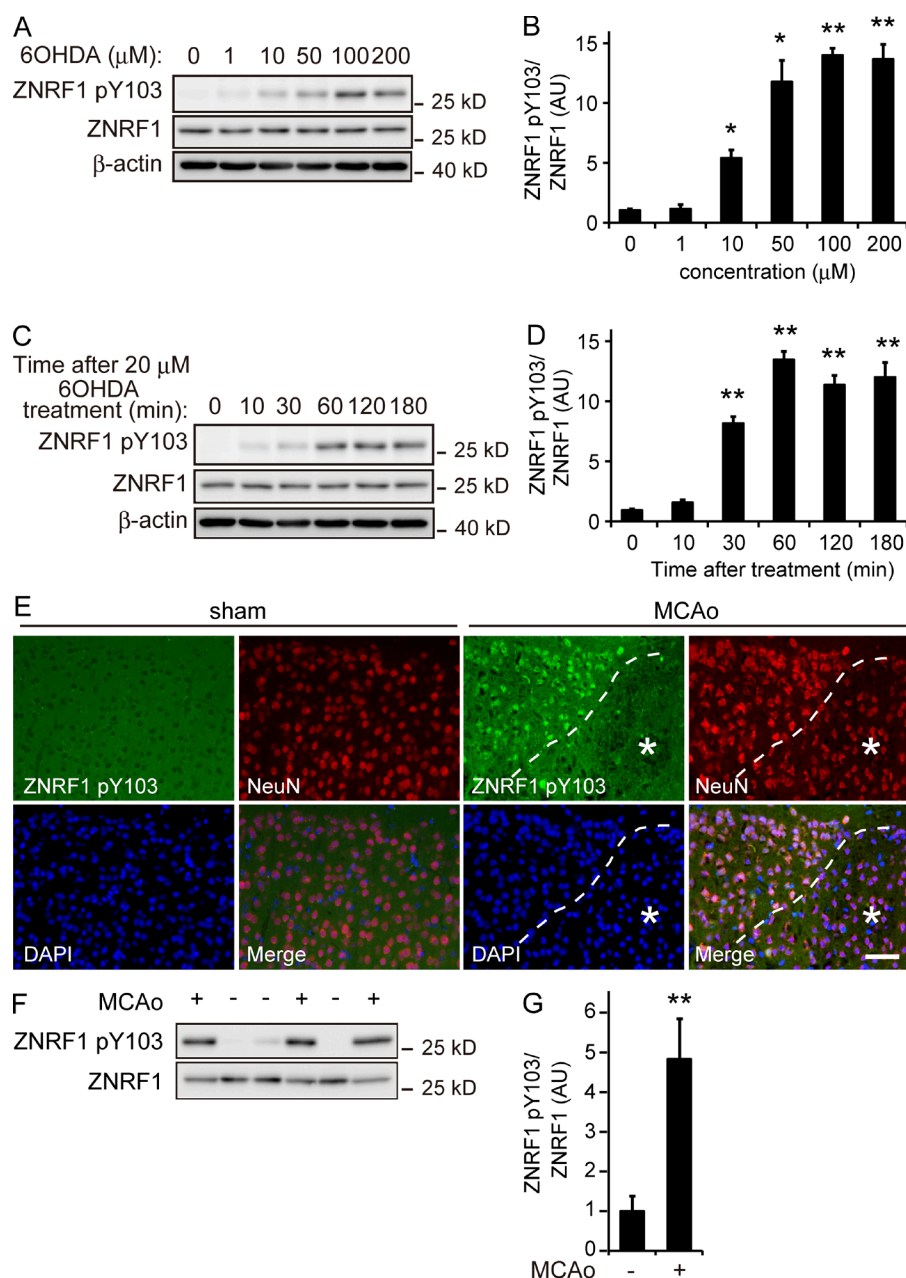 A
6OHDA (μM): 0 1 10 50 100 200
ZNRF1 pY103
25 kD
ZNRF1
25 kD
β-actin
40 kD
B
ZNRF1 pY103/
ZNRF1 (AU)
15
10
5
0
* * ** **
0 1 10 50 100 200
concentration (μM)
C
Time after 20 μM
6OHDA
treatment (min): 0 10 30 60 120 180
ZNRF1 pY103
25 kD
ZNRF1
25 kD
β-actin
40 kD
D
ZNRF1 pY103/
ZNRF1 (AU)
15
10
5
0
** ** ** **
0 10 30 60 120 180
Time after treatment (min)
E
sham
MCAo
ZNRF1 pY103
NeuN
ZNRF1 pY103
*
NeuN
*
DAPI
Merge
DAPI
*
Merge
*
F
MCAo + - - + - +
ZNRF1 pY103
25 kD
ZNRF1
25 kD
G
ZNRF1 pY103/
ZNRF1 (AU)
6
5
4
3
2
1
0
**
MCAo - +